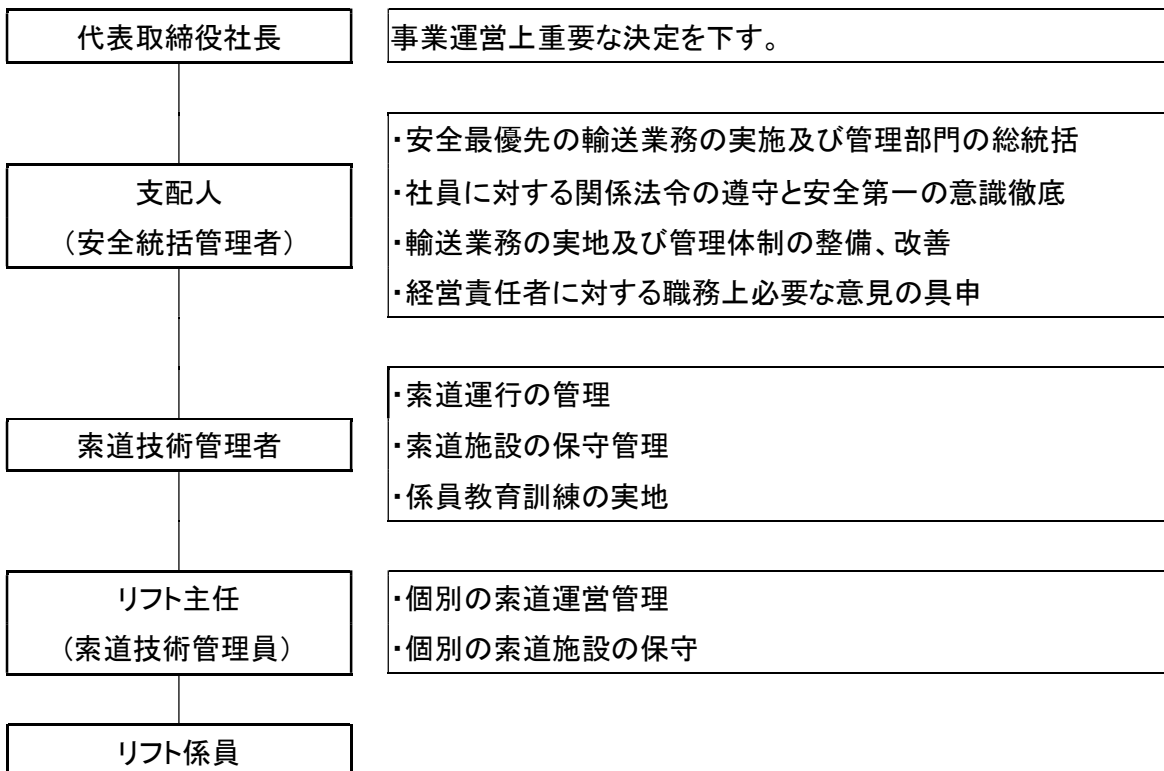 代表取締役社長
事業運営上重要な決定を下す。
支配人
（安全統括管理者）
・安全最優先の輸送業務の実施及び管理部門の総統括
・社員に対する関係法令の遵守と安全第一の意識徹底
・輸送業務の実地及び管理体制の整備、改善
・経営責任者に対する職務上必要な意見の具申
索道技術管理者
・索道運行の管理
・索道施設の保守管理
・係員教育訓練の実地
リフト主任
（索道技術管理員）
・個別の索道運営管理
・個別の索道施設の保守
リフト係員